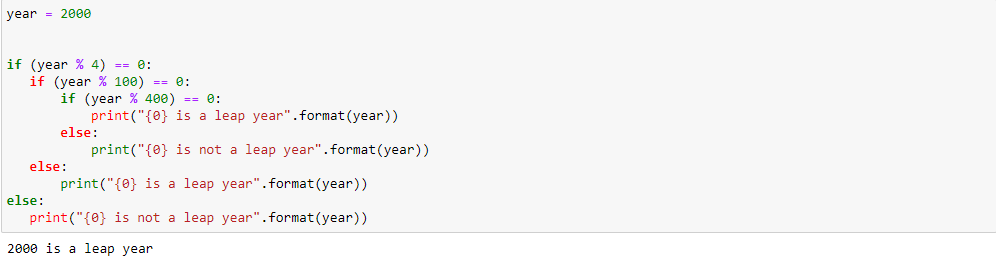 year = 2000
if (year % 4) == 0:
   if (year % 100) == 0:
       if (year % 400) == 0:
           print("{0} is a leap year".format(year))
       else:
           print("{0} is not a leap year".format(year))
   else:
       print("{0} is a leap year".format(year))
else:
   print("{0} is not a leap year".format(year))
2000 is a leap year